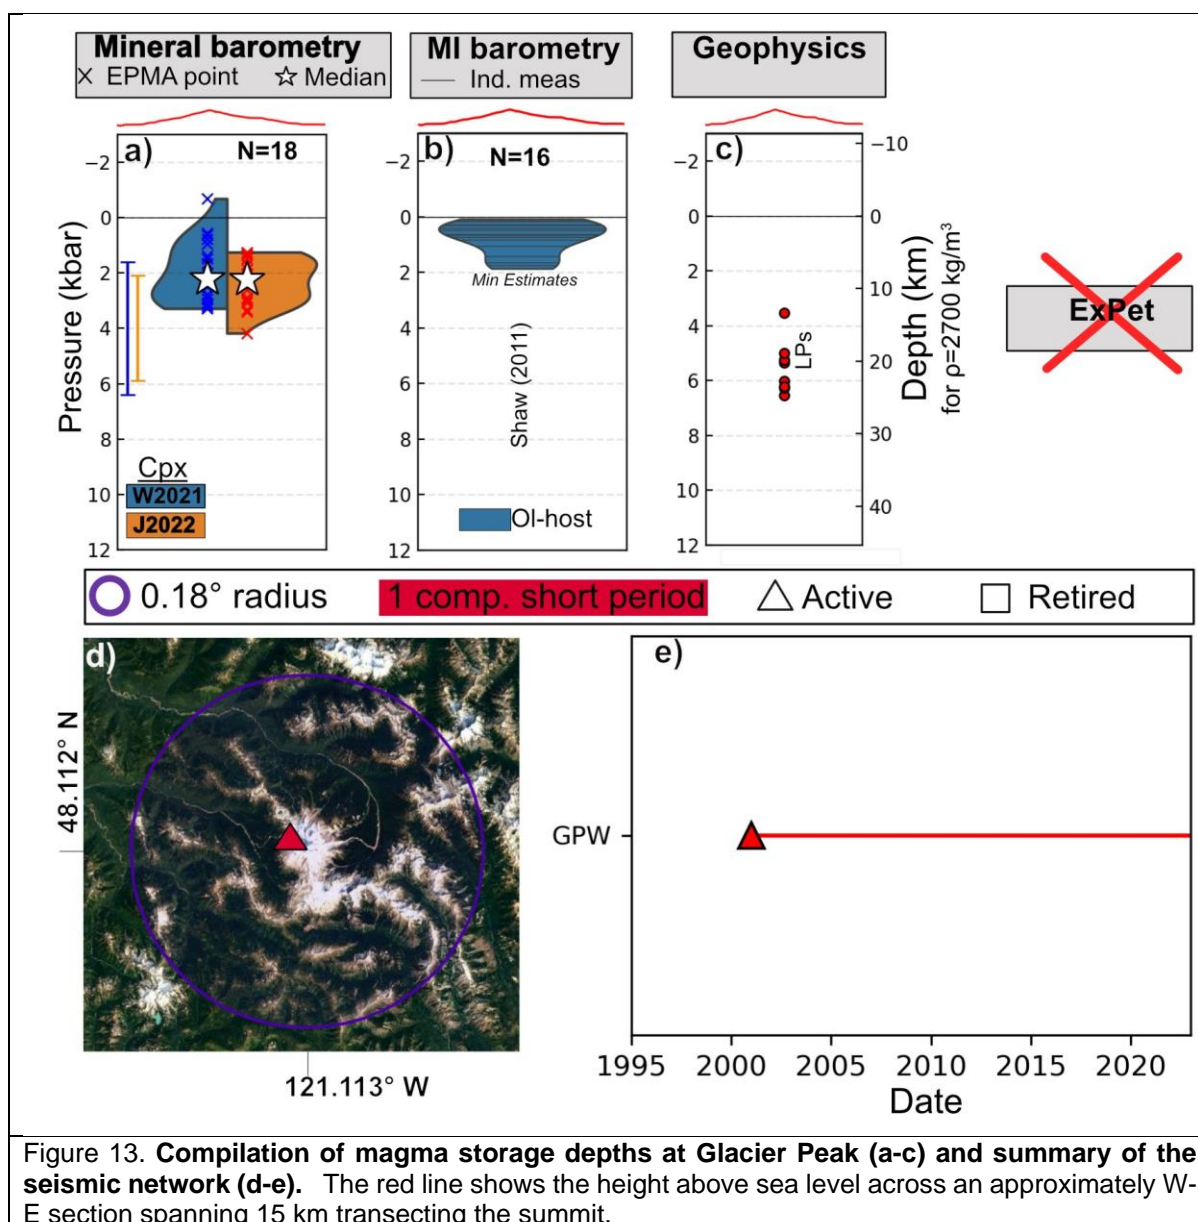 Mineral barometry
× EPMA point ☆ Median
MI barometry
— Ind. meas
Geophysics
a)
N=18
b)
N=16
c)
−2
0
2
4
6
8
10
12
Pressure (kbar)
Cpx
W2021
J2022
−2
0
2
4
6
8
10
12
Min Estimates
Shaw (2011)
Ol-host
−2
0
2
4
6
8
10
12
LPs
−10
0
10
20
30
40
Depth (km)
for ρ=2700 kg/m³
ExPet
0.18° radius
1 comp. short period
Active
Retired
d)
48.112° N
121.113° W
e)
GPW
1995 2000 2005 2010 2015 2020
Date
Figure 13. Compilation of magma storage depths at Glacier Peak (a-c) and summary of the
seismic network (d-e). The red line shows the height above sea level across an approximately W-
E section spanning 15 km transecting the summit.